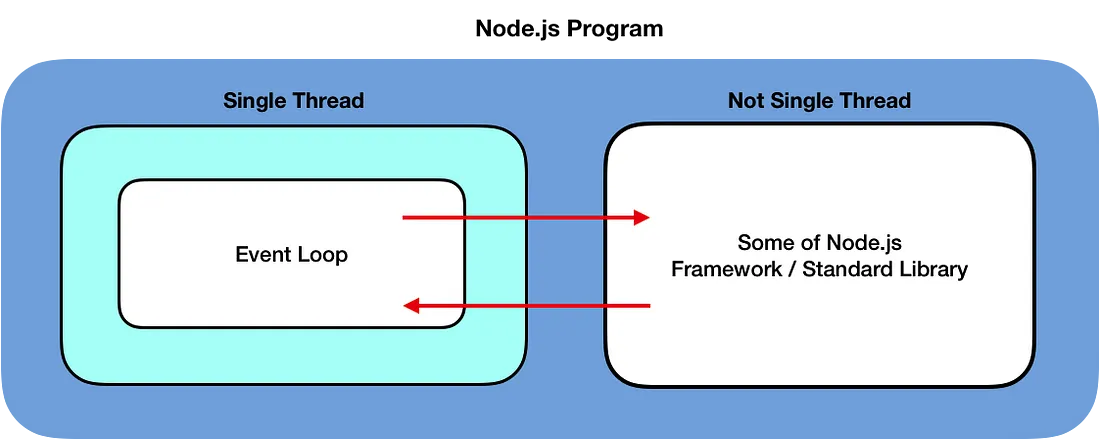 Node.js Program
Single Thread
Not Single Thread
Event Loop
Some of Node.js
Framework / Standard Library